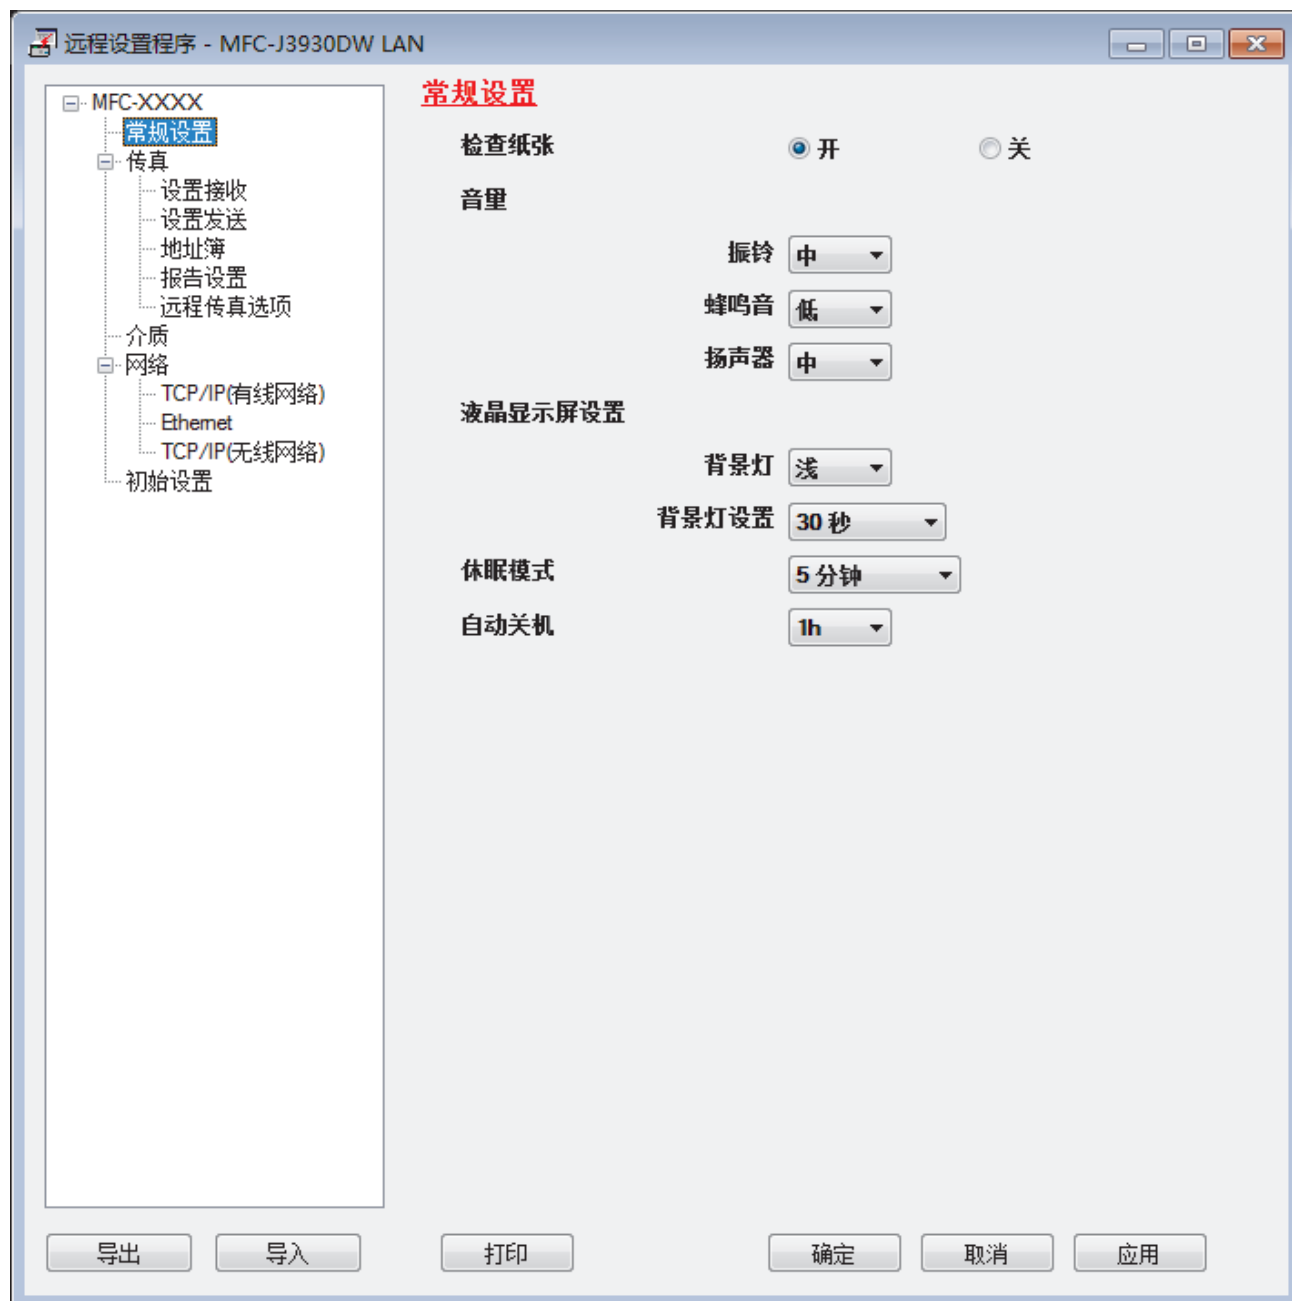 远程设置程序 - MFC-J3930DW LAN
MFC-XXXX
常规设置
传真
设置接收
设置发送
地址簿
报告设置
远程传真选项
介质
网络
TCP/IP(有线网络)
Ethernet
TCP/IP(无线网络)
初始设置
常规设置
检查纸张 开 关
音量
振铃 中
蜂鸣音 低
扬声器 中
液晶显示屏设置
背景灯 浅
背景灯设置 30 秒
休眠模式 5 分钟
自动关机 1h
导出 导入 打印 确定 取消 应用